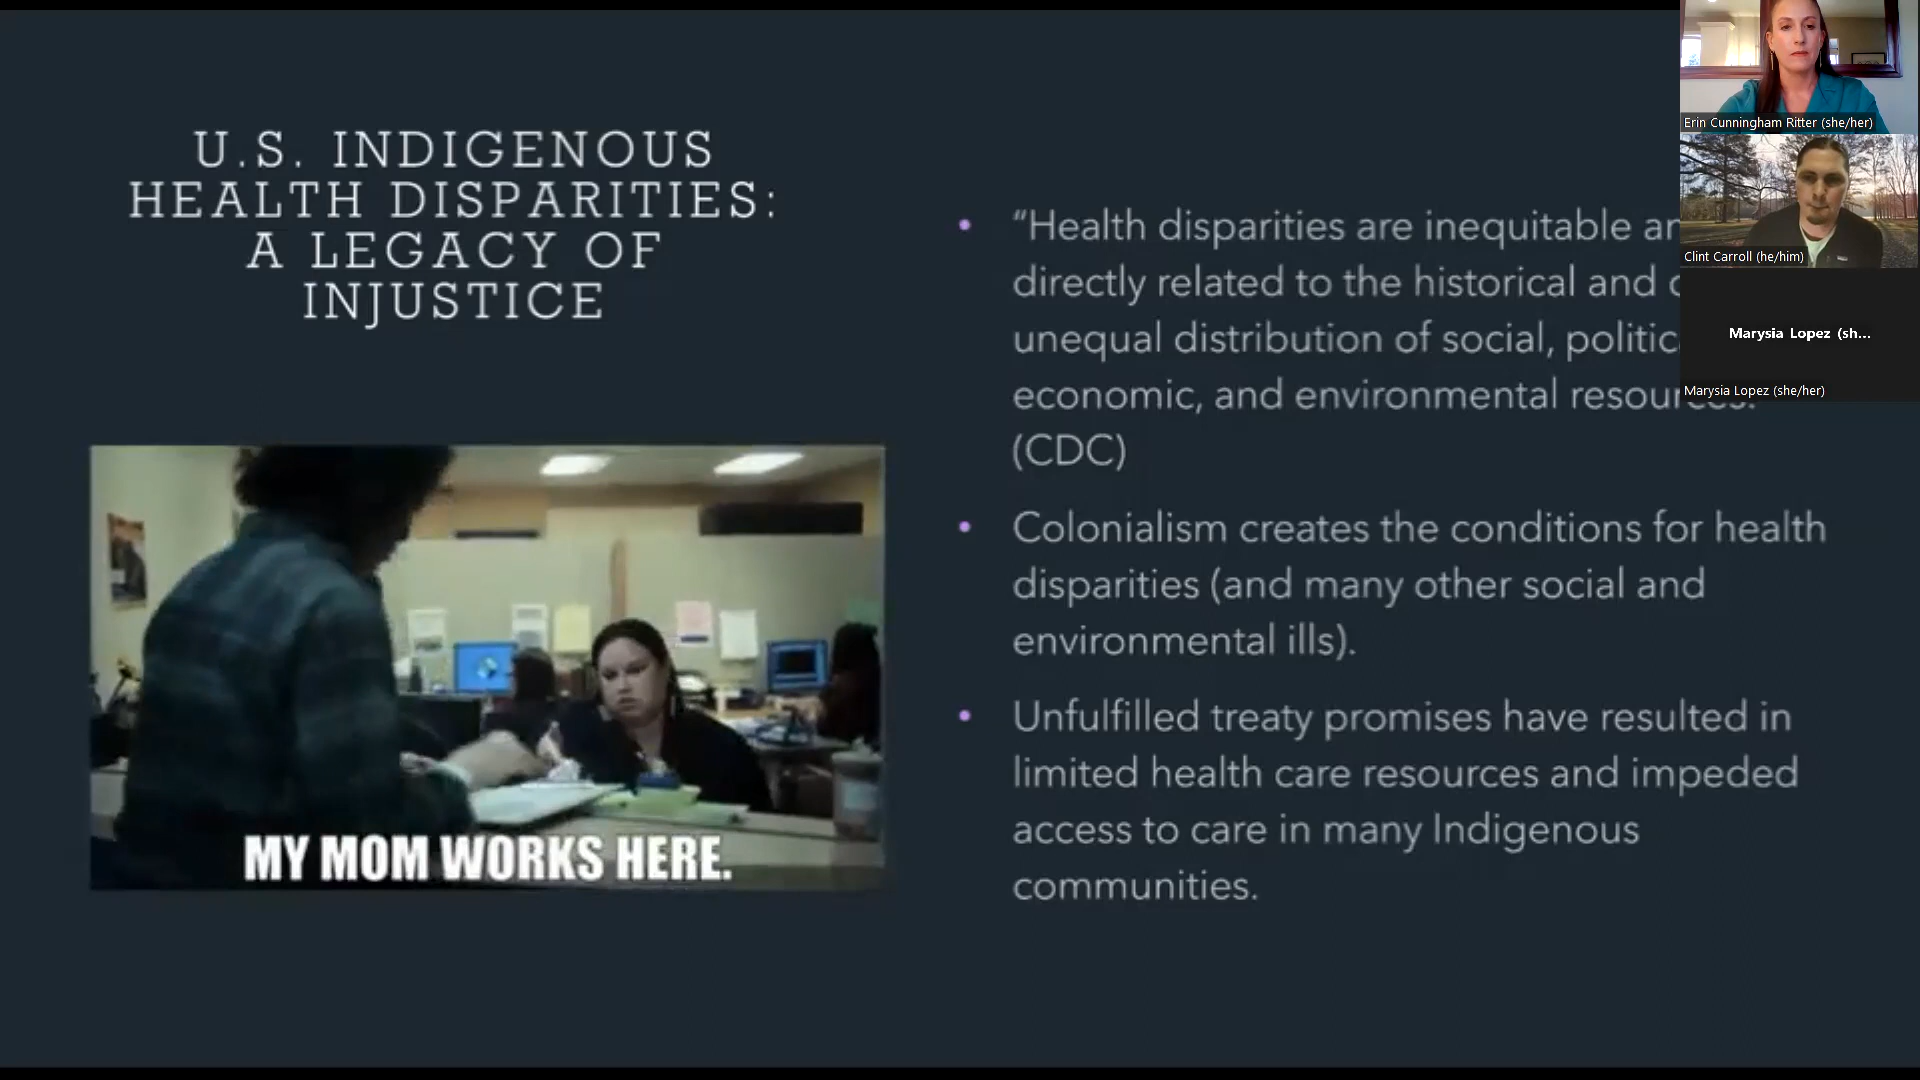 U.S. INDIGENOUS
HEALTH DISPARITIES:
A LEGACY OF
INJUSTICE
MY MOM WORKS HERE.
• “Health disparities are inequitable
directly related to the historical and
unequal distribution of social,
economic, and environmental
(CDC)
• Colonialism creates the conditions for health
disparities (and many other social and
environmental ills).
• Unfulfilled treaty promises have resulted in
limited health care resources and impeded
access to care in many Indigenous
communities.
Erin Cunningham Ritter (she/her)
Clint Carroll (he/him)
Marysia Lopez (sh...
Marysia Lopez (she/her)